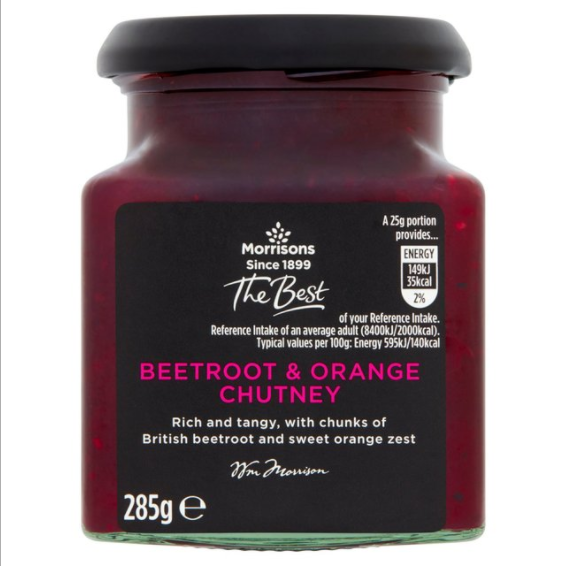 Morrisons
Since 1899
The Best
A 25g portion
provides...
ENERGY
149kJ
35kcal
2%
of your Reference Intake.
Reference Intake of an average adult (8400kJ/2000kcal).
Typical values per 100g: Energy 595kJ/140kcal
BEETROOT & ORANGE
CHUTNEY
Rich and tangy, with chunks of
British beetroot and sweet orange zest
Wm Morrison
285g ℮